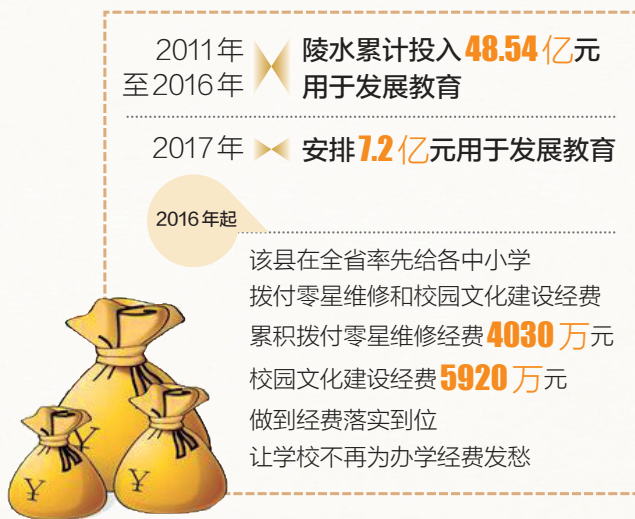 2011年
至2016年
陵水累计投入48.54亿元
用于发展教育
2017年
安排7.2亿元用于发展教育
2016年起
该县在全省率先给各中小学
拨付零星维修和校园文化建设经费
累积拨付零星维修经费4030万元
校园文化建设经费5920万元
做到经费落实到位
让学校不再为办学经费发愁
¥
¥
¥